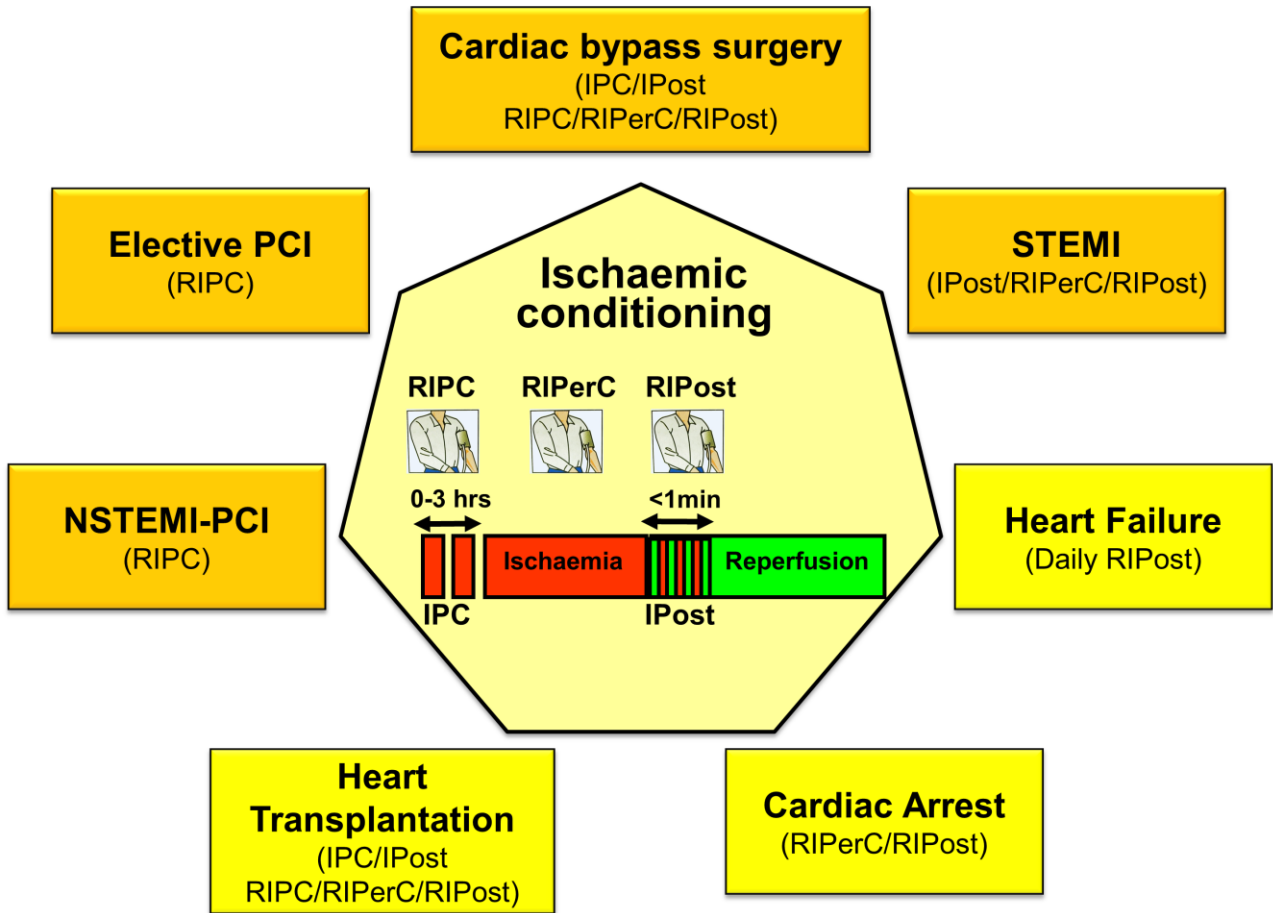 Cardiac bypass surgery
(IPC/IPost
RIPC/RIPerC/RIPost)
Elective PCI
(RIPC)
STEMI
(IPost/RIPerC/RIPost)
Ischaemic
conditioning
RIPC
RIPerC
RIPost
0-3 hrs
<1min
Ischaemia
Reperfusion
IPC
IPost
NSTEMI-PCI
(RIPC)
Heart Failure
(Daily RIPost)
Heart
Transplantation
(IPC/IPost
RIPC/RIPerC/RIPost)
Cardiac Arrest
(RIPerC/RIPost)